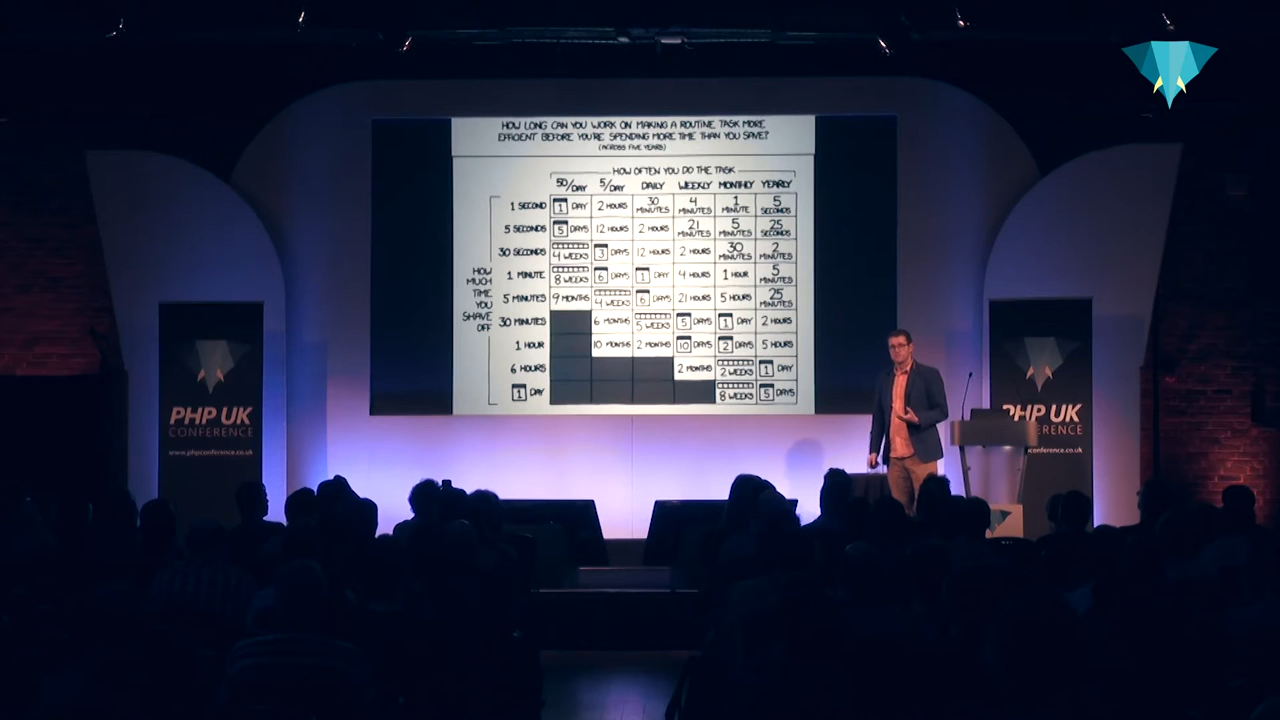 HOW LONG CAN YOU WORK ON MAKING A ROUTINE TASK MORE
EFFICIENT BEFORE YOU'RE SPENDING MORE TIME THAN YOU SAVE?
(ACROSS FIVE YEARS)
HOW OFTEN YOU DO THE TASK
50/DAY 5/DAY DAILY WEEKLY MONTHLY YEARLY
HOW
MUCH
TIME
YOU
SHAVE
OFF
1 SECOND 1 DAY 2 HOURS 30 MINUTES 4 MINUTES 1 MINUTE 5 SECONDS
5 SECONDS 5 DAYS 12 HOURS 2 HOURS 21 MINUTES 5 MINUTES 25 SECONDS
30 SECONDS 4 WEEKS 3 DAYS 12 HOURS 2 HOURS 30 MINUTES 2 MINUTES
1 MINUTE 8 WEEKS 6 DAYS 1 DAY 4 HOURS 1 HOUR 5 MINUTES
5 MINUTES 9 MONTHS 4 WEEKS 6 DAYS 21 HOURS 5 HOURS 25 MINUTES
30 MINUTES 6 MONTHS 5 WEEKS 5 DAYS 1 DAY 2 HOURS
1 HOUR 10 MONTHS 2 MONTHS 10 DAYS 2 DAYS 5 HOURS
6 HOURS 2 MONTHS 2 WEEKS 1 DAY
1 DAY 8 WEEKS 5 DAYS
PHP UK
CONFERENCE
www.phpconference.co.uk
PHP UK
ERENCE
pconference.co.uk